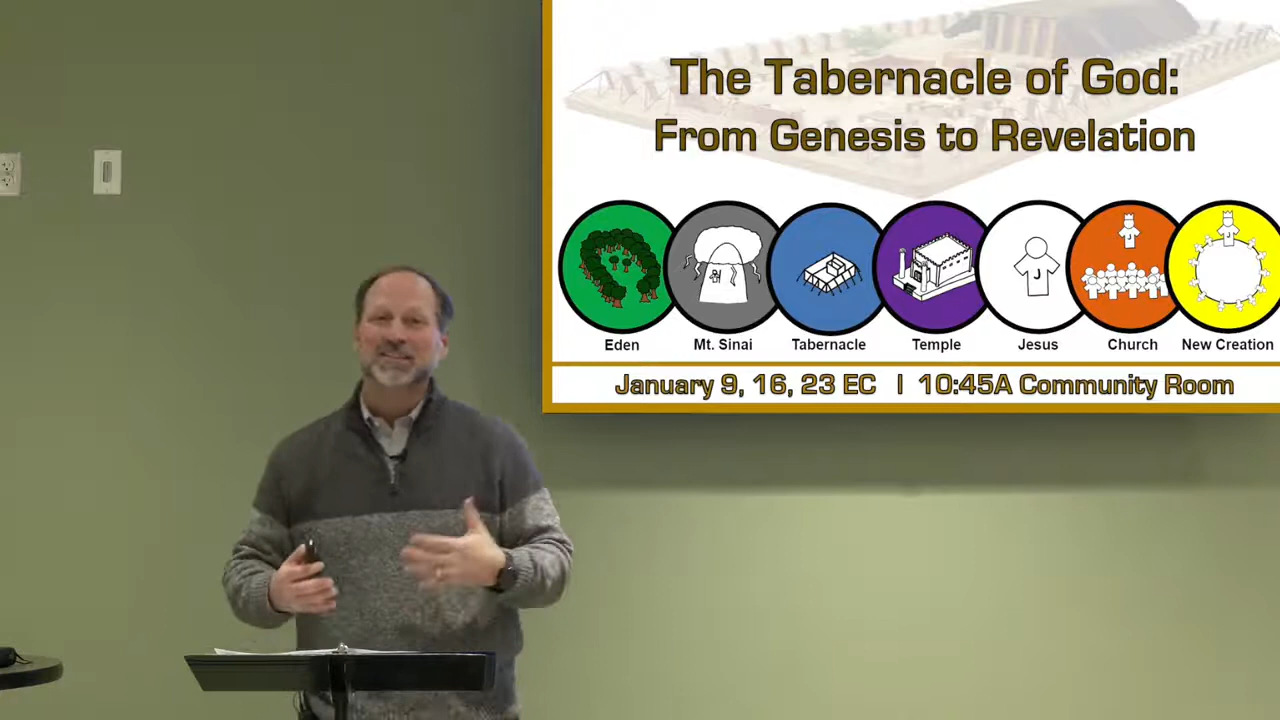 The Tabernacle of God:
From Genesis to Revelation
J
J
J
Eden Mt. Sinai Tabernacle Temple Jesus Church New Creation
January 9, 16, 23 EC | 10:45A Community Room